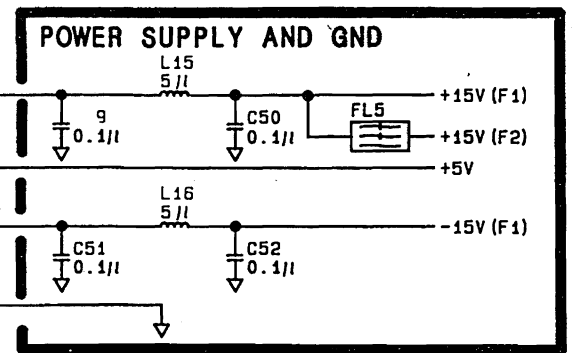 POWER SUPPLY AND GND
L15
5µ
+15V(F1)
9
0.1µ
C50
0.1µ
FL5
+15V(F2)
+5V
L16
5µ
-15V(F1)
C51
0.1µ
C52
0.1µ